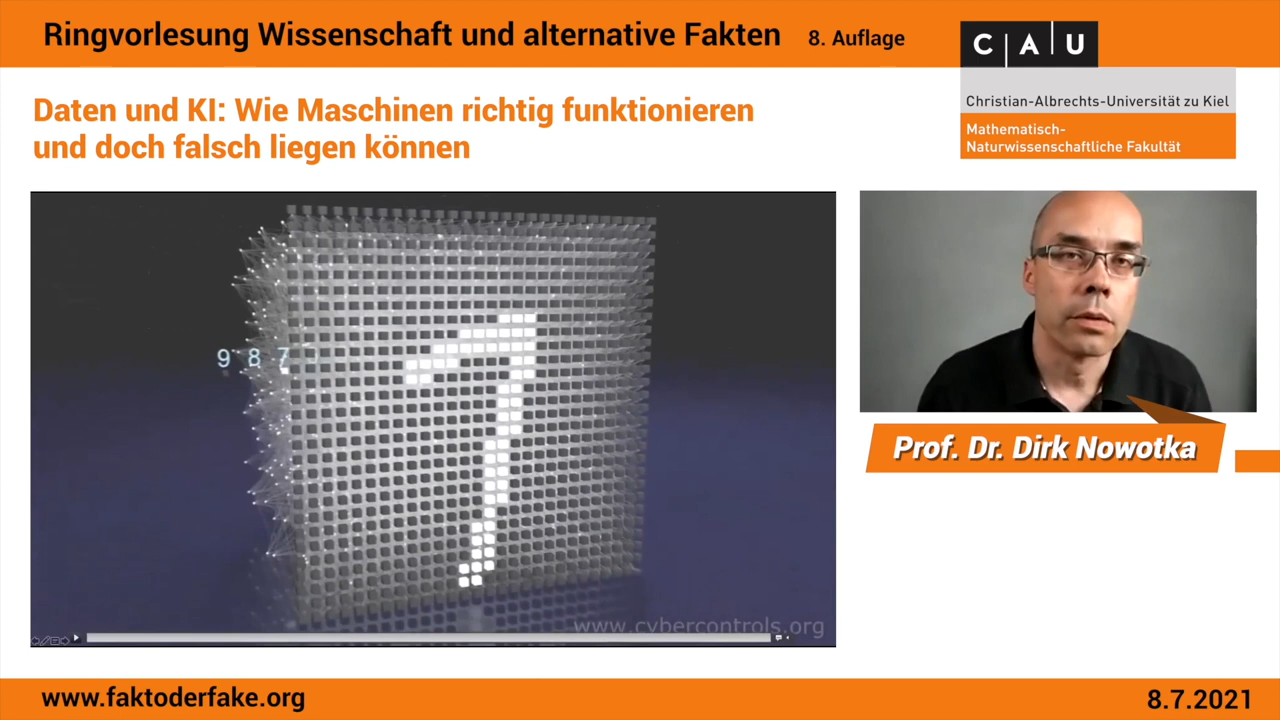 Ringvorlesung Wissenschaft und alternative Fakten 8. Auflage
C A U
Christian-Albrechts-Universität zu Kiel
Mathematisch-
Naturwissenschaftliche Fakultät
Daten und KI: Wie Maschinen richtig funktionieren
und doch falsch liegen können
9 8 7
www.cybercontrols.org
Prof. Dr. Dirk Nowotka
www.faktoderfake.org
8.7.2021